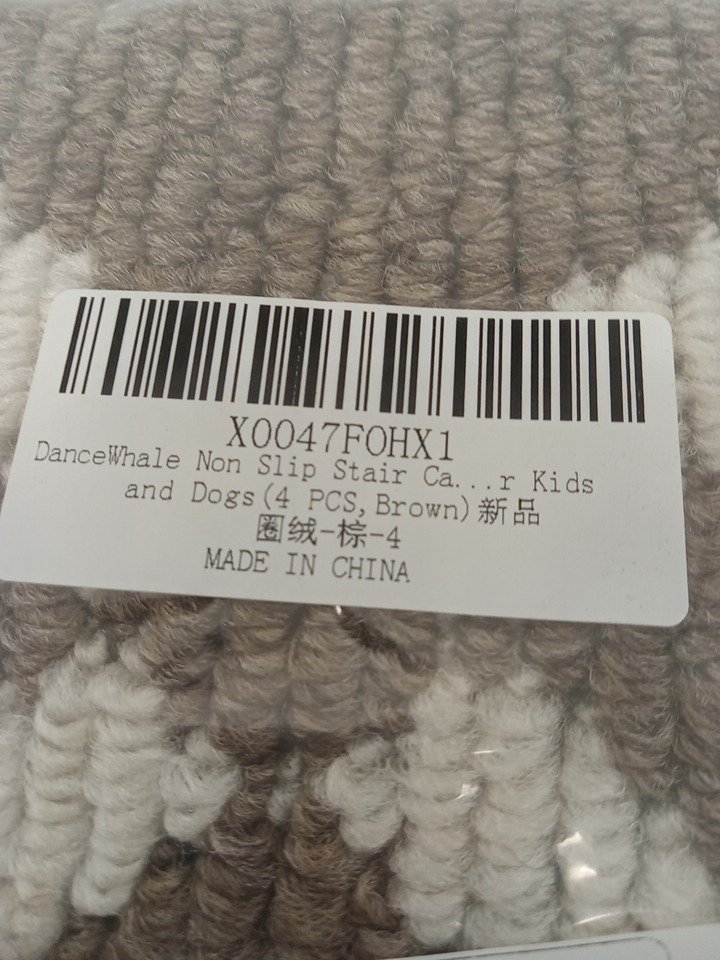 X0047FOHX1
DanceWhale Non Slip Stair Ca...r Kids
and Dogs(4 PCS,Brown)新品
圈绒-棕-4
MADE IN CHINA